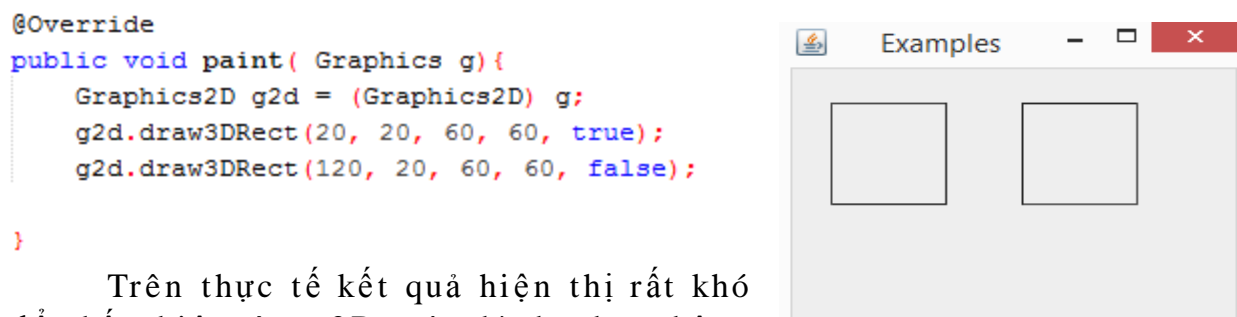 @Override
public void paint( Graphics g){
Graphics2D g2d = (Graphics2D) g;
g2d.draw3DRect(20, 20, 60, 60, true);
g2d.draw3DRect(120, 20, 60, 60, false);
}
Examples
Trên thực tế kết quả hiện thị rất khó